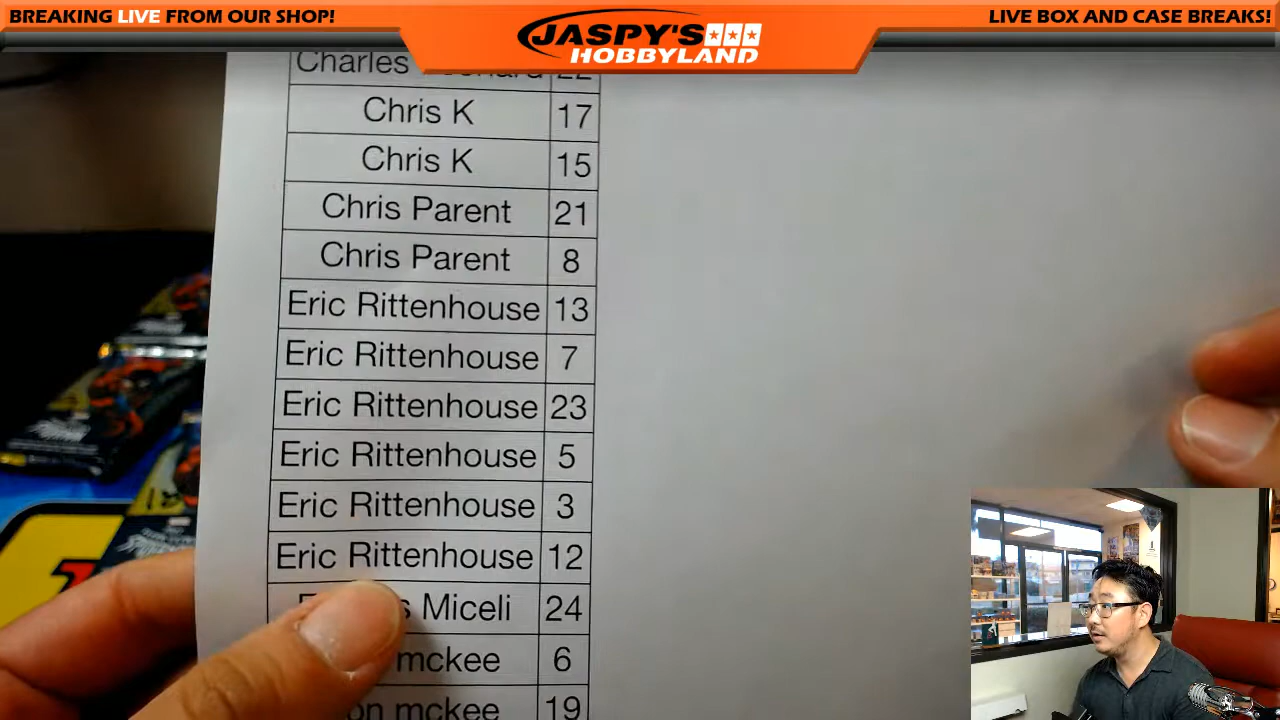 BREAKING LIVE FROM OUR SHOP!
JASPY'S
HOBBYLAND
LIVE BOX AND CASE BREAKS!
Charles 22
Chris K 17
Chris K 15
Chris Parent 21
Chris Parent 8
Eric Rittenhouse 13
Eric Rittenhouse 7
Eric Rittenhouse 23
Eric Rittenhouse 5
Eric Rittenhouse 3
Eric Rittenhouse 12
Miceli 24
mckee 6
mckee 19